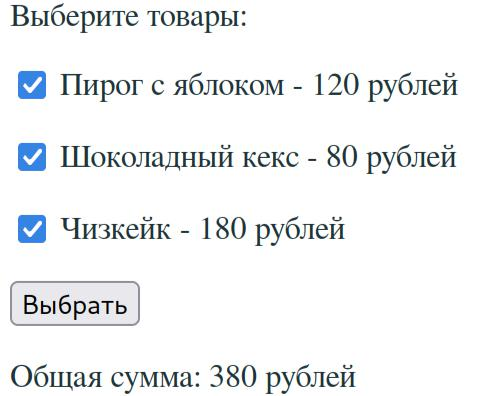 Выберите товары:
Пирог с яблоком - 120 рублей
Шоколадный кекс - 80 рублей
Чизкейк - 180 рублей
Выбрать
Общая сумма: 380 рублей